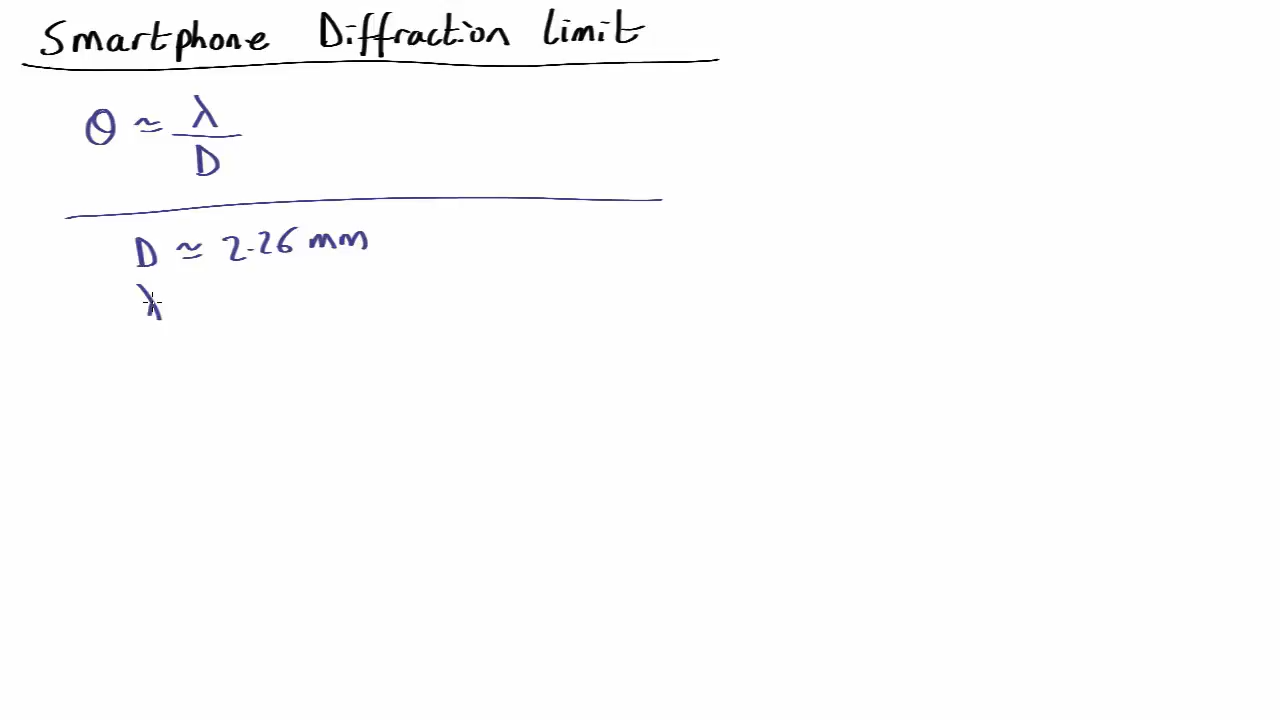 Smartphone Diffraction Limit
θ ≃ λ
D
D ≃ 2.26 mm
λ